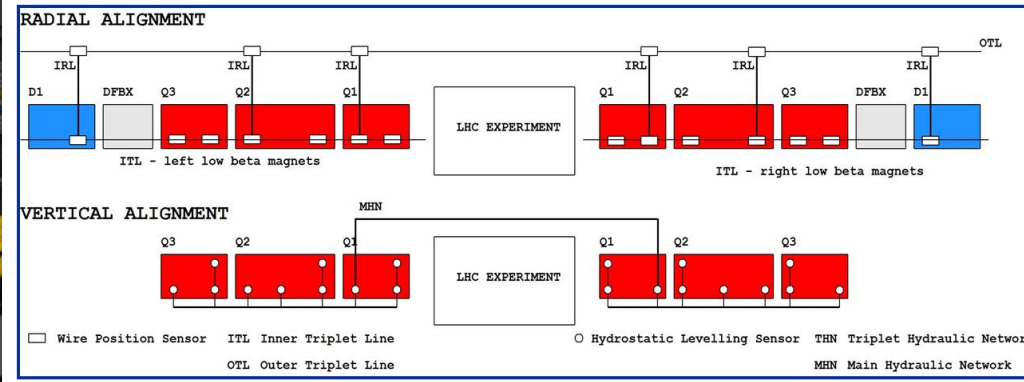 RADIAL ALIGNMENT
OTL
IRL IRL IRL IRL IRL IRL
D1 DFBX Q3 Q2 Q1 Q1 Q2 Q3 DFBX D1
LHC EXPERIMENT
ITL - left low beta magnets
ITL - right low beta magnets
MHN
VERTICAL ALIGNMENT
Q3 Q2 Q1 Q1 Q2 Q3
LHC EXPERIMENT
Wire Position Sensor ITL Inner Triplet Line Hydrostatic Levelling Sensor THN Triplet Hydraulic Networ
OTL Outer Triplet Line MHN Main Hydraulic Network